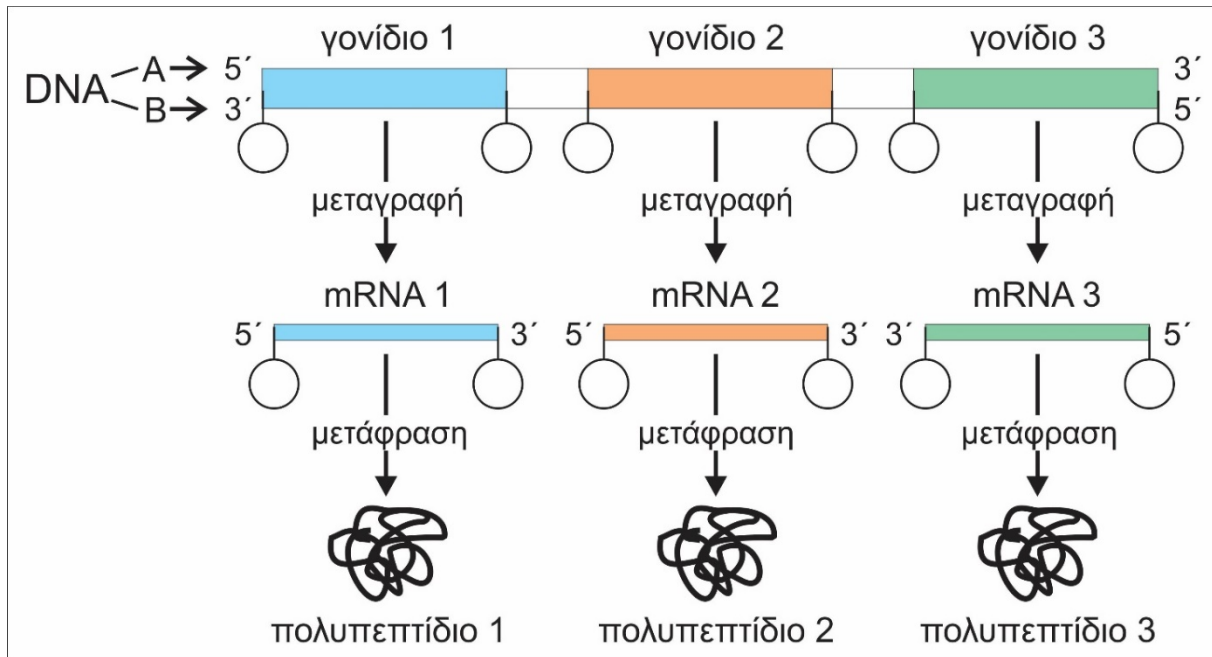 γονίδιο 1 γονίδιο 2 γονίδιο 3
DNA A 5΄ 3΄
B 3΄ 5΄
μεταγραφή μεταγραφή μεταγραφή
mRNA 1 mRNA 2 mRNA 3
5΄ 3΄ 5΄ 3΄ 3΄ 5΄
μετάφραση μετάφραση μετάφραση
πολυπεπτίδιο 1 πολυπεπτίδιο 2 πολυπεπτίδιο 3